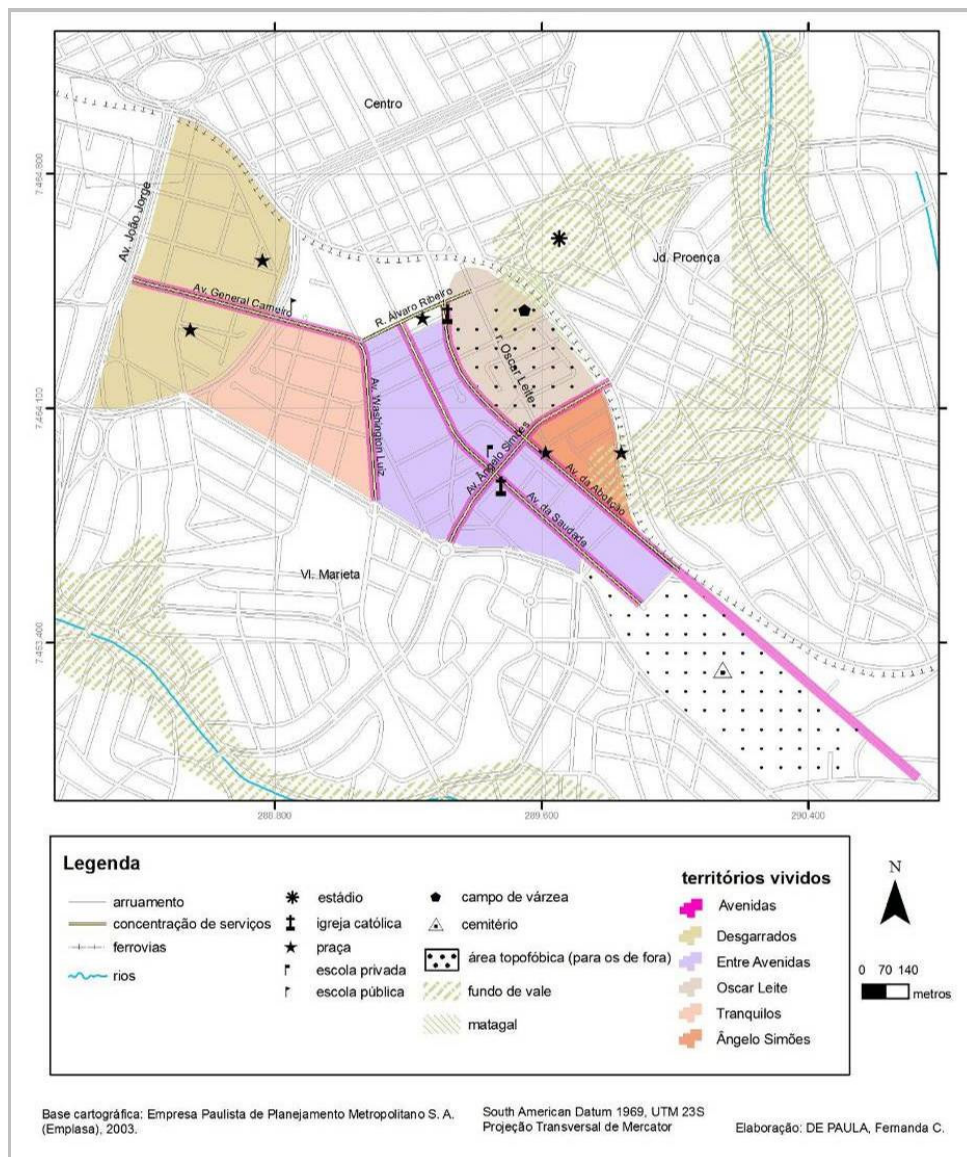 Centro
7.464.800
Av. João Jorge
Jd. Proença
Av. General Carneiro
R. Álvaro Ribeiro
r. Oscar Leite
7.464.100
Av. Washington Luiz
Av. Ângelo Simões
Av. da Abolição
Av. da Saudada
Vl. Marieta
7.453.400
288.800
289.600
290.400
Legenda
arruamento
concentração de serviços
ferrovias
rios
estádio
igreja católica
praça
escola privada
escola pública
campo de várzea
cemitério
área topofóbica (para os de fora)
fundo de vale
matagal
territórios vividos
Avenidas
Desgarrados
Entre Avenidas
Oscar Leite
Tranquilos
Ângelo Simões
N
0 70 140
metros
Base cartográfica: Empresa Paulista de Planejamento Metropolitano S. A.
(Emplasa), 2003.
South American Datum 1969, UTM 23S
Projeção Transversal de Mercator
Elaboração: DE PAULA, Fernanda C.